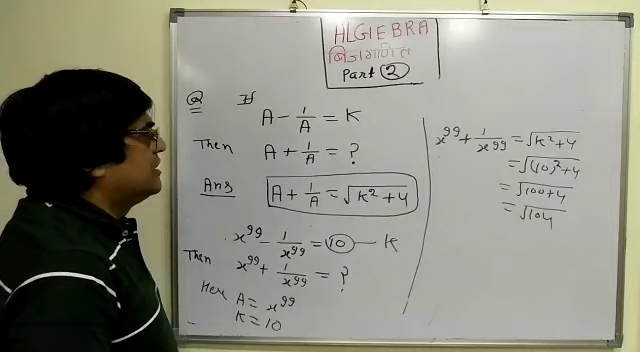 ALGIEBRA
बिजगणित
Part 2
Q If
A - 1/A = K
Then A + 1/A = ?
Ans A + 1/A = √K²+4
x⁹⁹ - 1/x⁹⁹ = 10 — K
Then x⁹⁹ + 1/x⁹⁹ = ?
Here A = x⁹⁹
K = 10
x⁹⁹ + 1/x⁹⁹ = √K²+4
= √(10)²+4
= √100+4
= √104